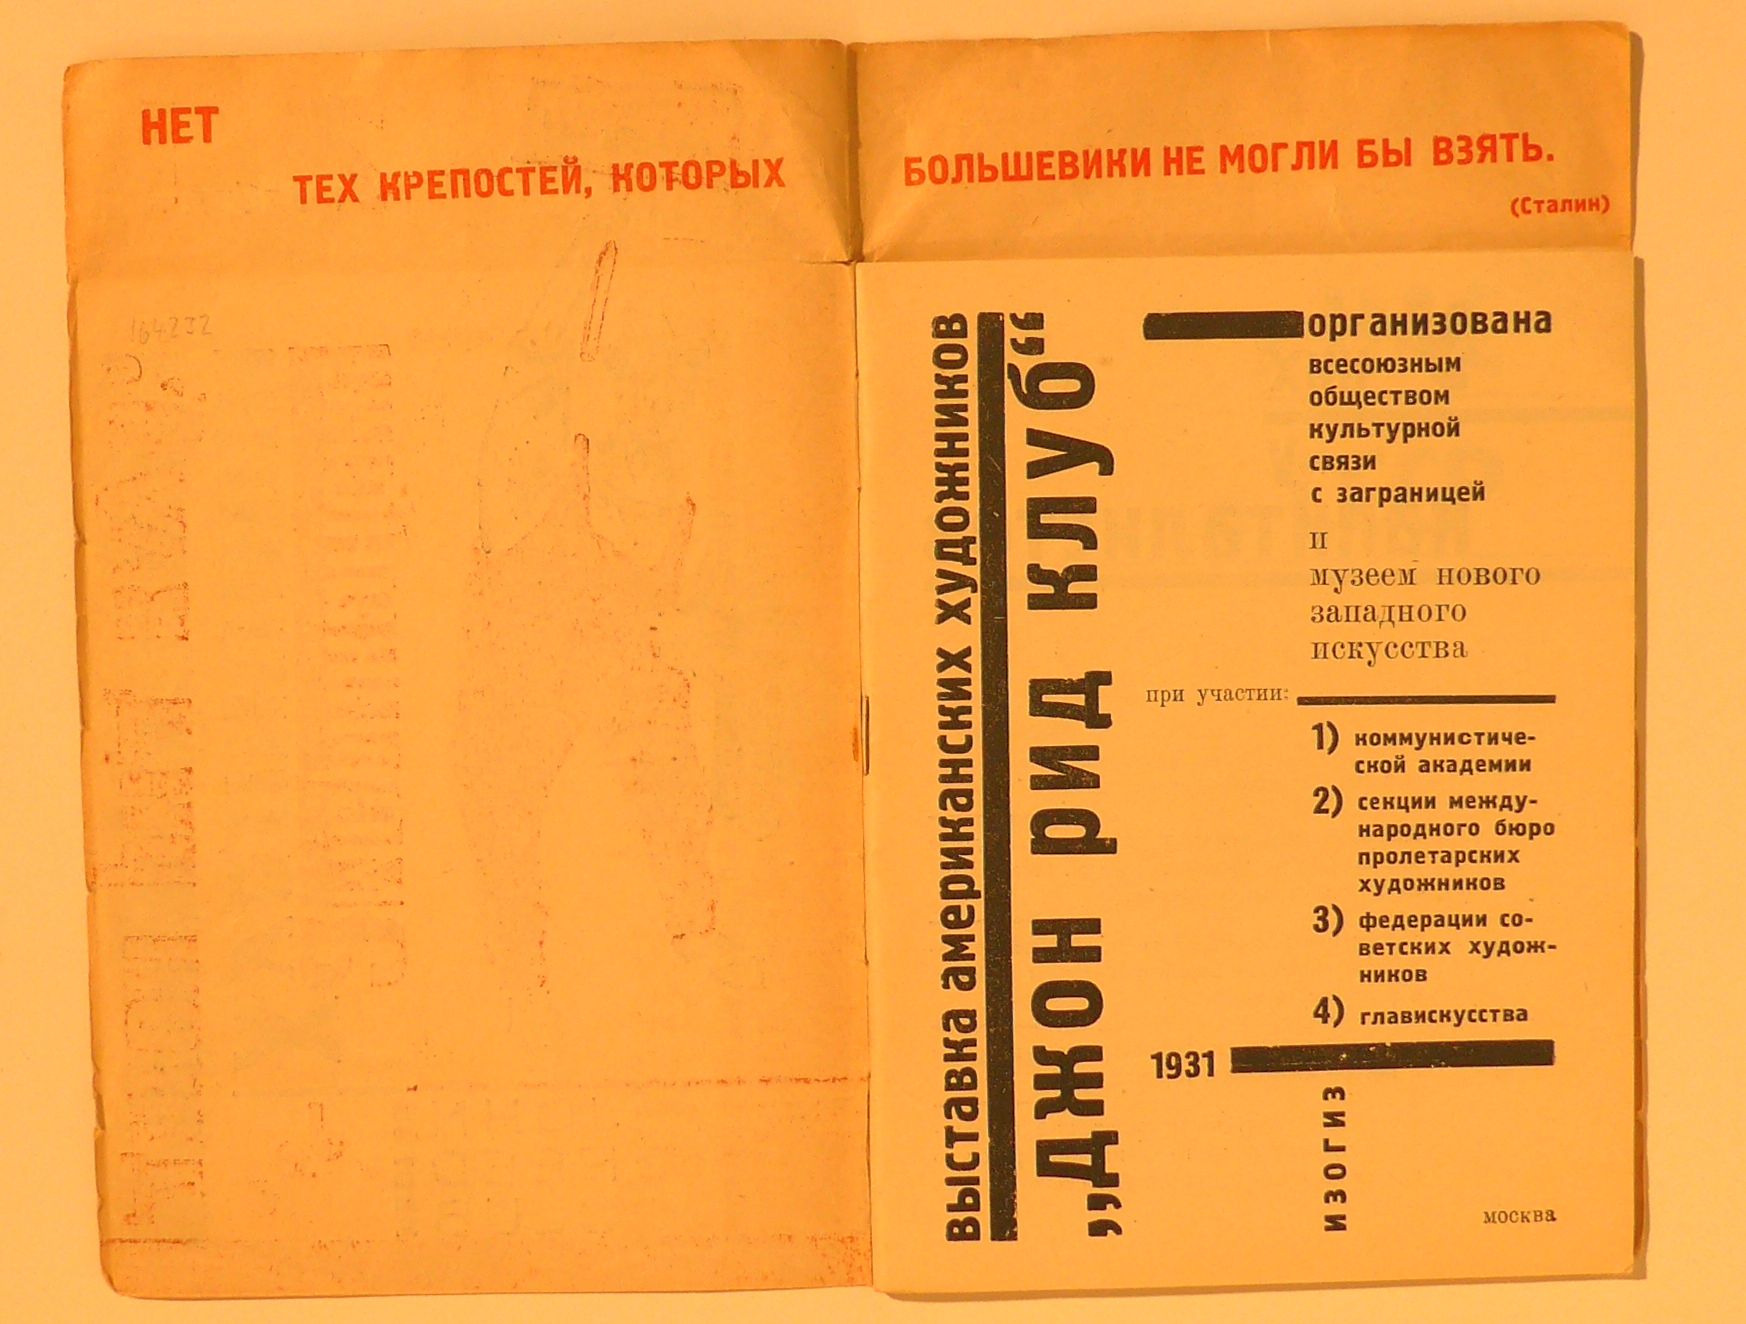 НЕТ
ТЕХ КРЕПОСТЕЙ, КОТОРЫХ БОЛЬШЕВИКИ НЕ МОГЛИ БЫ ВЗЯТЬ.
(Сталин)
164232
выставка американских художников
„джон рид клуб“
организована
всесоюзным
обществом
культурной
связи
с заграницей
и
музеем нового
западного
искусства
при участии:
1) коммунистиче-
ской академии
2) секции между-
народного бюро
пролетарских
художников
3) федерации со-
ветских худож-
ников
4) главискусства
1931
изогиз
москва